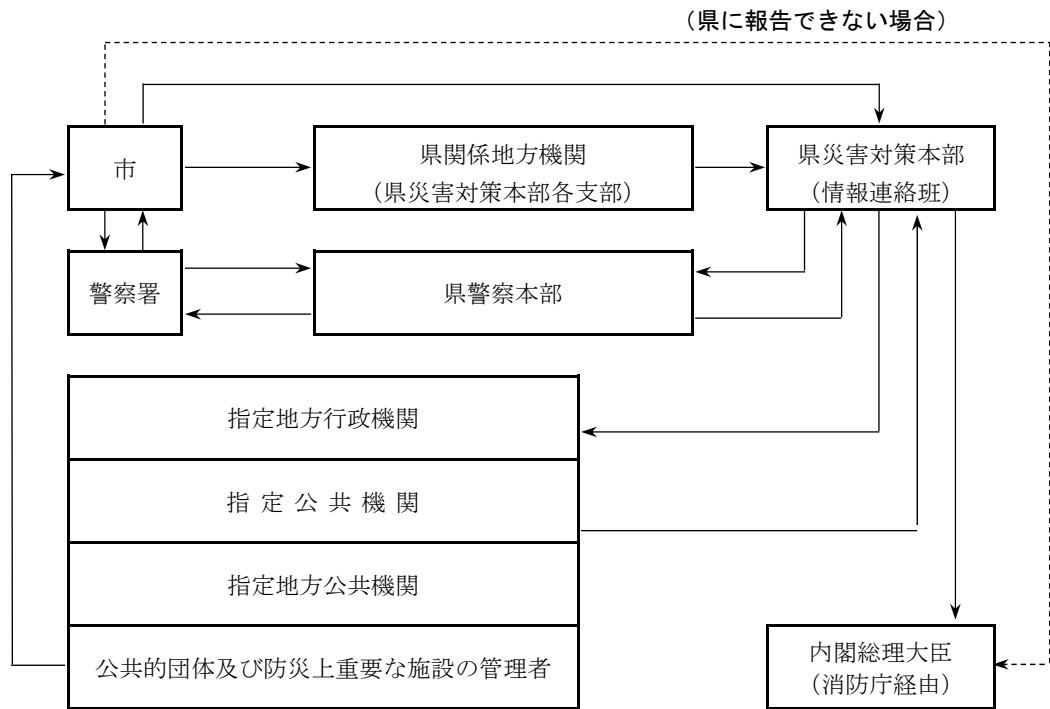 （県に報告できない場合）
市
県関係地方機関
（県災害対策本部各支部）
県災害対策本部
（情報連絡班）
警察署
県警察本部
指定地方行政機関
指定公共機関
指定地方公共機関
公共的団体及び防災上重要な施設の管理者
内閣総理大臣
（消防庁経由）